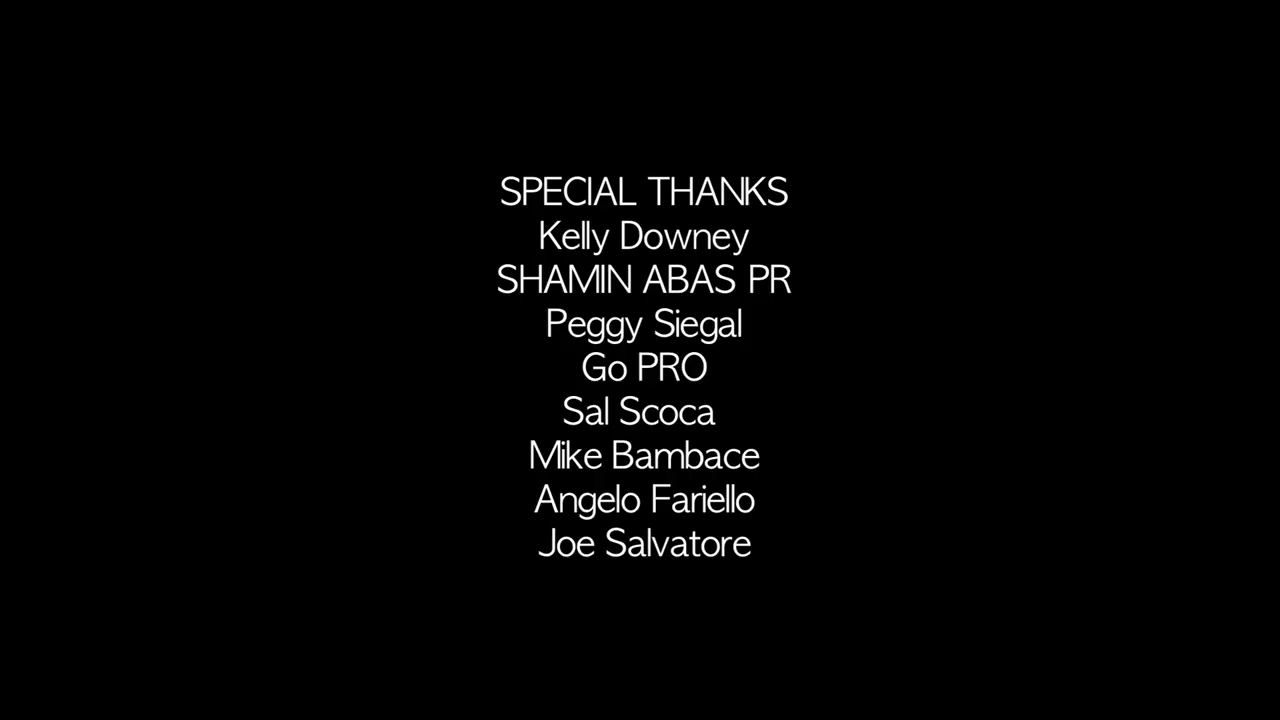 SPECIAL THANKS
Kelly Downey
SHAMIN ABAS PR
Peggy Siegal
Go PRO
Sal Scoca
Mike Bambace
Angelo Fariello
Joe Salvatore